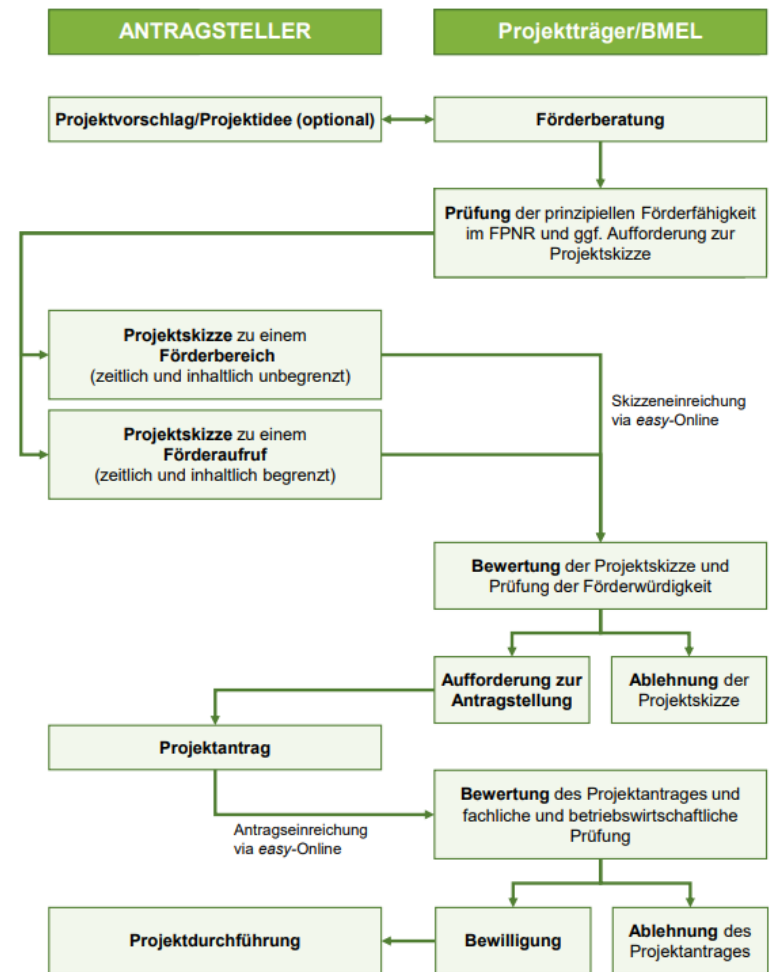 ANTRAGSTELLER
Projektträger/BMEL
Projektvorschlag/Projektidee (optional)
Förderberatung
Prüfung der prinzipiellen Förderfähigkeit
im FPNR und ggf. Aufforderung zur
Projektskizze
Projektskizze zu einem
Förderbereich
(zeitlich und inhaltlich unbegrenzt)
Skizzeneinreichung
via easy-Online
Projektskizze zu einem
Förderaufruf
(zeitlich und inhaltlich begrenzt)
Bewertung der Projektskizze und
Prüfung der Förderwürdigkeit
Aufforderung zur
Antragstellung
Ablehnung der
Projektskizze
Projektantrag
Antragseinreichung
via easy-Online
Bewertung des Projektantrages und
fachliche und betriebswirtschaftliche
Prüfung
Projektdurchführung
Bewilligung
Ablehnung des
Projektantrages